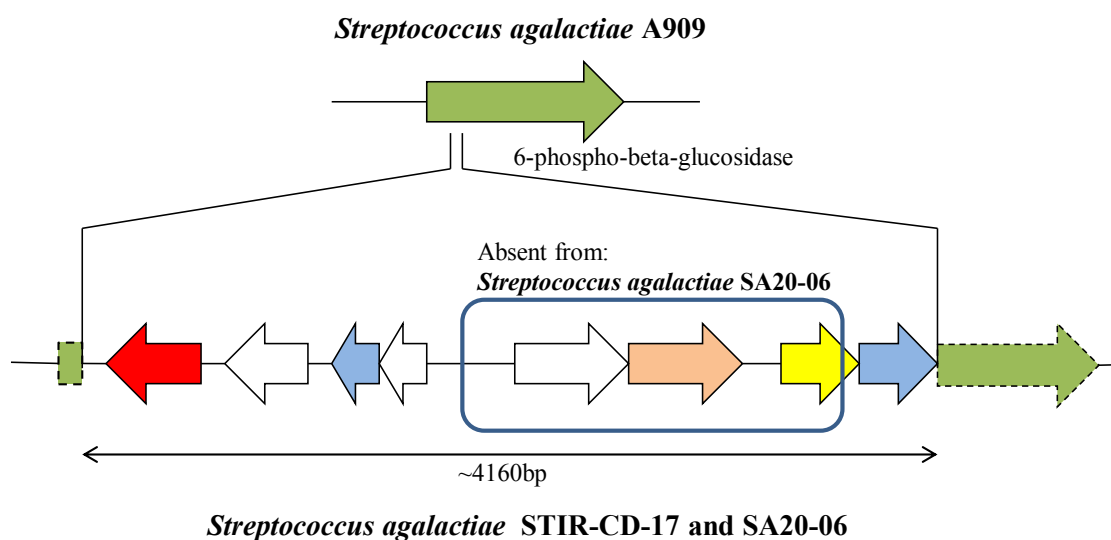 Streptococcus agalactiae A909
6-phospho-beta-glucosidase
Absent from:
Streptococcus agalactiae SA20-06
~4160bp
Streptococcus agalactiae STIR-CD-17 and SA20-06